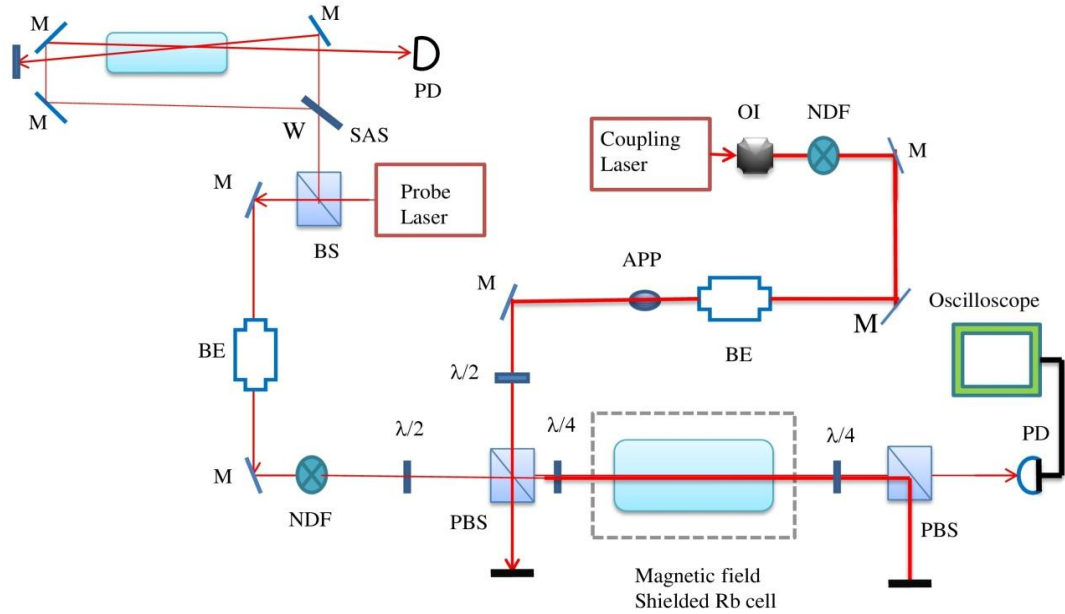 M
M
M
PD
W
SAS
OI
NDF
Coupling
Laser
M
M
Probe
Laser
BS
APP
M
M
BE
Oscilloscope
BE
λ/2
λ/4
λ/4
λ/2
PD
M
NDF
PBS
PBS
Magnetic field
Shielded Rb cell